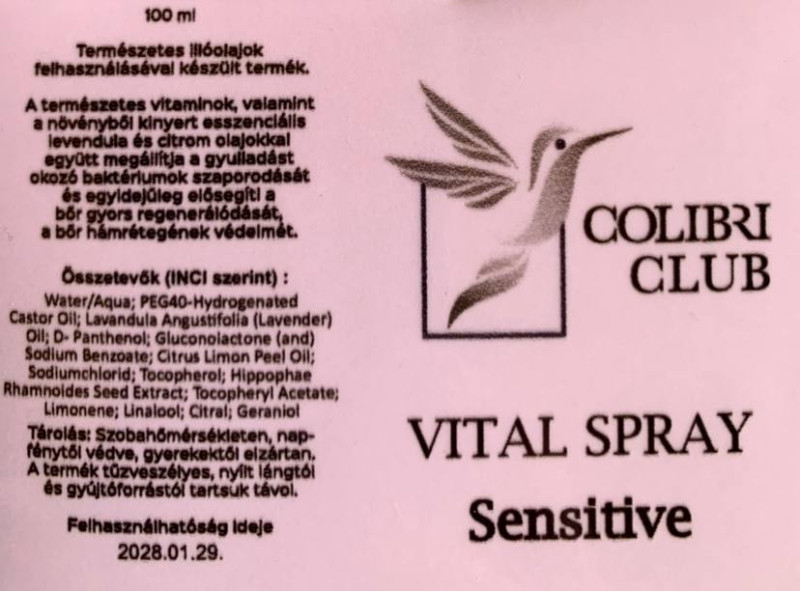 100 ml
Természetes illóolajok
felhasználásával készült termék.
A természetes vitaminok, valamint
a növényből kinyert esszenciális
levendula és citrom olajokkal
együtt megállítja a gyulladást
okozó baktériumok szaporodását
és egyidejűleg elősegíti a
bőr gyors regenerálódását,
a bőr hámrétegének védelmét.
Összetevők (INCI szerint) :
Water/Aqua; PEG40-Hydrogenated
Castor Oil; Lavandula Angustifolia (Lavender)
Oil; D- Panthenol; Gluconolactone (and)
Sodium Benzoate; Citrus Limon Peel Oil;
Sodiumchlorid; Tocopherol; Hippophae
Rhamnoides Seed Extract; Tocopheryl Acetate;
Limonene; Linalool; Citral; Geraniol
Tárolás: Szobahőmérsékleten, nap-
fénytől védve, gyerekektől elzártan.
A termék tűzveszélyes, nyílt lángtól
és gyújtóforrástól tartsuk távol.
Felhasználhatóság ideje
2028.01.29.
COLIBRI
CLUB
VITAL SPRAY
Sensitive